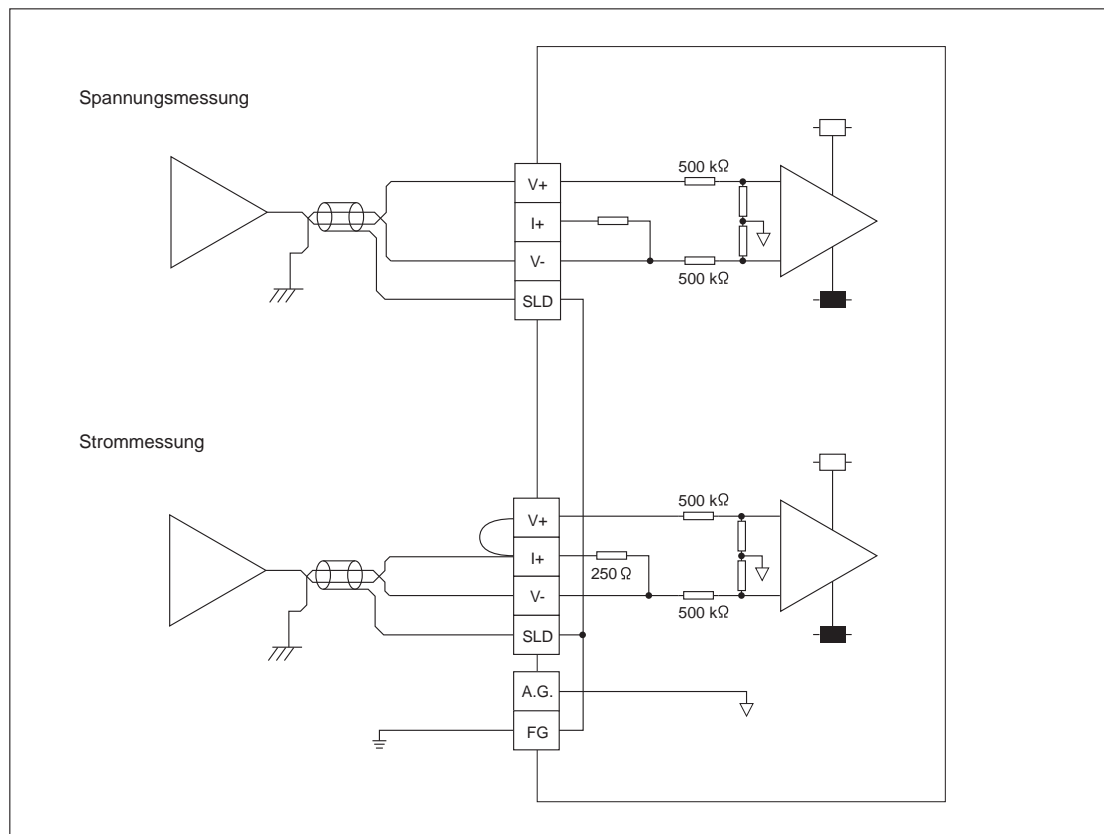 Spannungsmessung
V+
500 kΩ
I+
V-
500 kΩ
SLD
Strommessung
V+
500 kΩ
I+
250 Ω
V-
500 kΩ
SLD
A.G.
FG